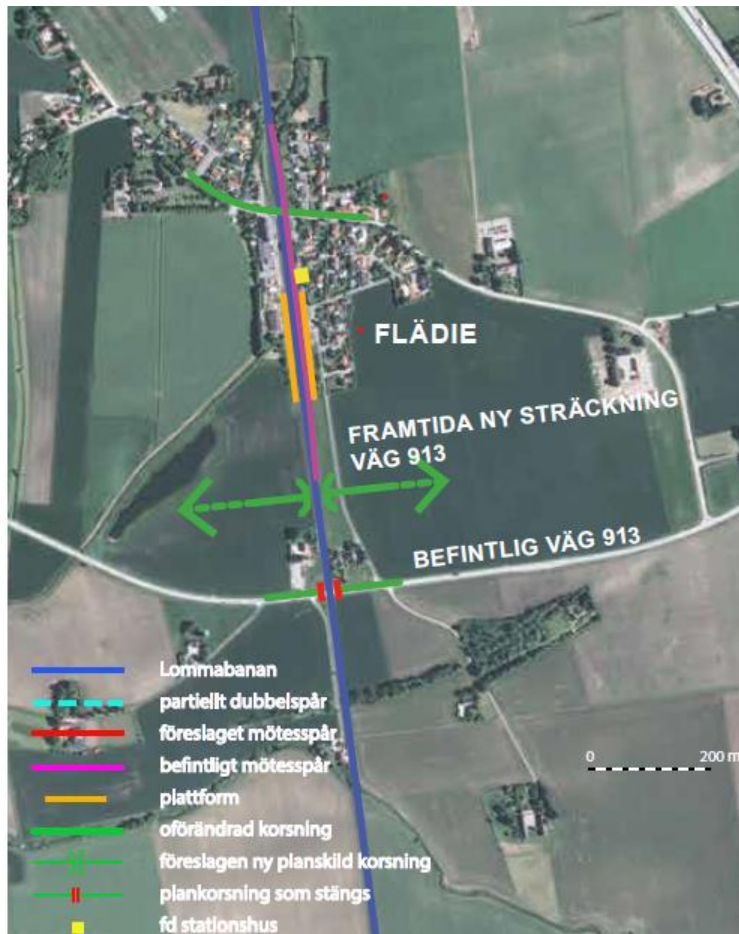 FLÄDIE
FRAMTIDA NY STRÄCKNING
VÄG 913
BEFINTLIG VÄG 913
Lommabanan
partiellt dubbelspår
föreslaget mötesspår
befintligt mötesspår
plattform
oförändrad korsning
föreslagen ny planskild korsning
plankorsning som stängs
fd stationshus
0 200 m